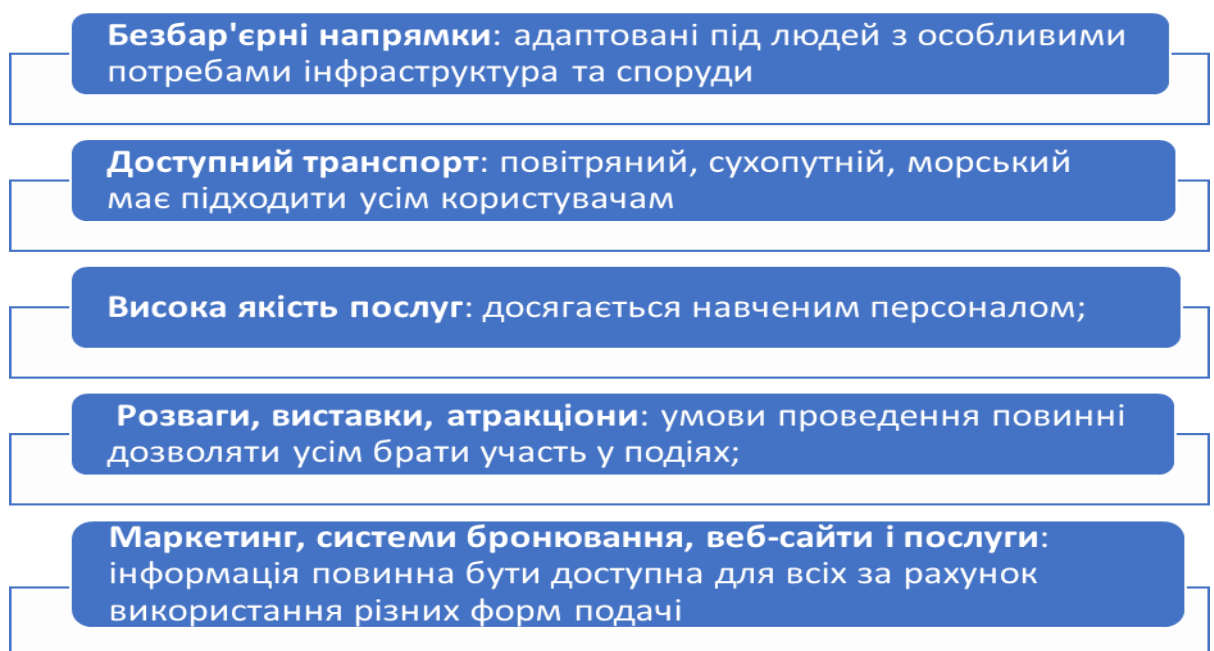 Безбар'єрні напрямки: адаптовані під людей з особливими
потребами інфраструктура та споруди
Доступний транспорт: повітряний, сухопутній, морський
має підходити усім користувачам
Висока якість послуг: досягається навченим персоналом;
Розваги, виставки, атракціони: умови проведення повинні
дозволяти усім брати участь у подіях;
Маркетинг, системи бронювання, веб-сайти і послуги:
інформація повинна бути доступна для всіх за рахунок
використання різних форм подачі